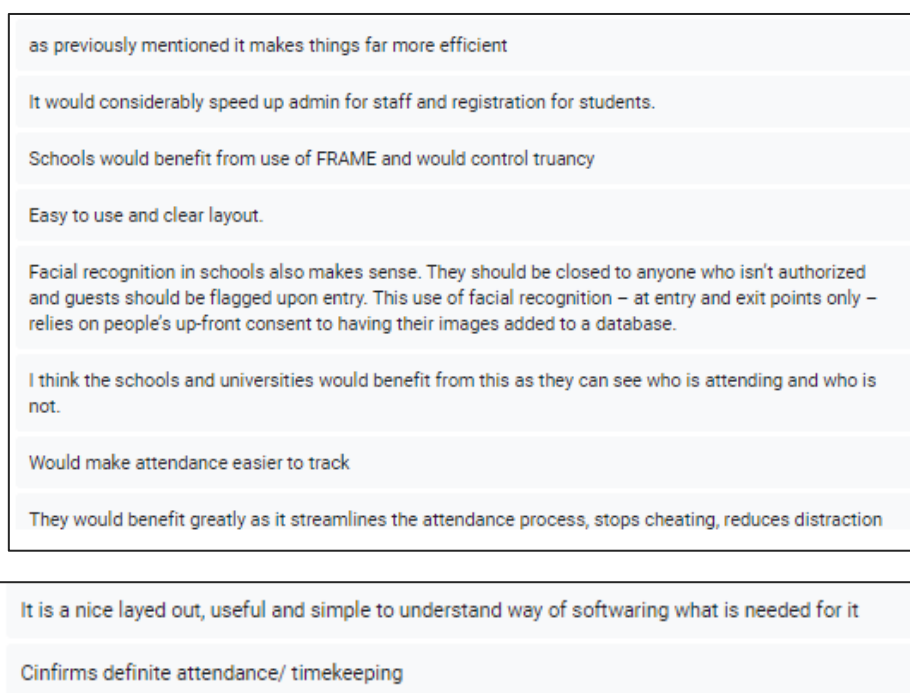 as previously mentioned it makes things far more efficient
It would considerably speed up admin for staff and registration for students.
Schools would benefit from use of FRAME and would control truancy
Easy to use and clear layout.
Facial recognition in schools also makes sense. They should be closed to anyone who isn't authorized
and guests should be flagged upon entry. This use of facial recognition – at entry and exit points only –
relies on people's up-front consent to having their images added to a database.
I think the schools and universities would benefit from this as they can see who is attending and who is
not.
Would make attendance easier to track
They would benefit greatly as it streamlines the attendance process, stops cheating, reduces distraction
It is a nice layed out, useful and simple to understand way of softwaring what is needed for it
Cinfirms definite attendance/ timekeeping